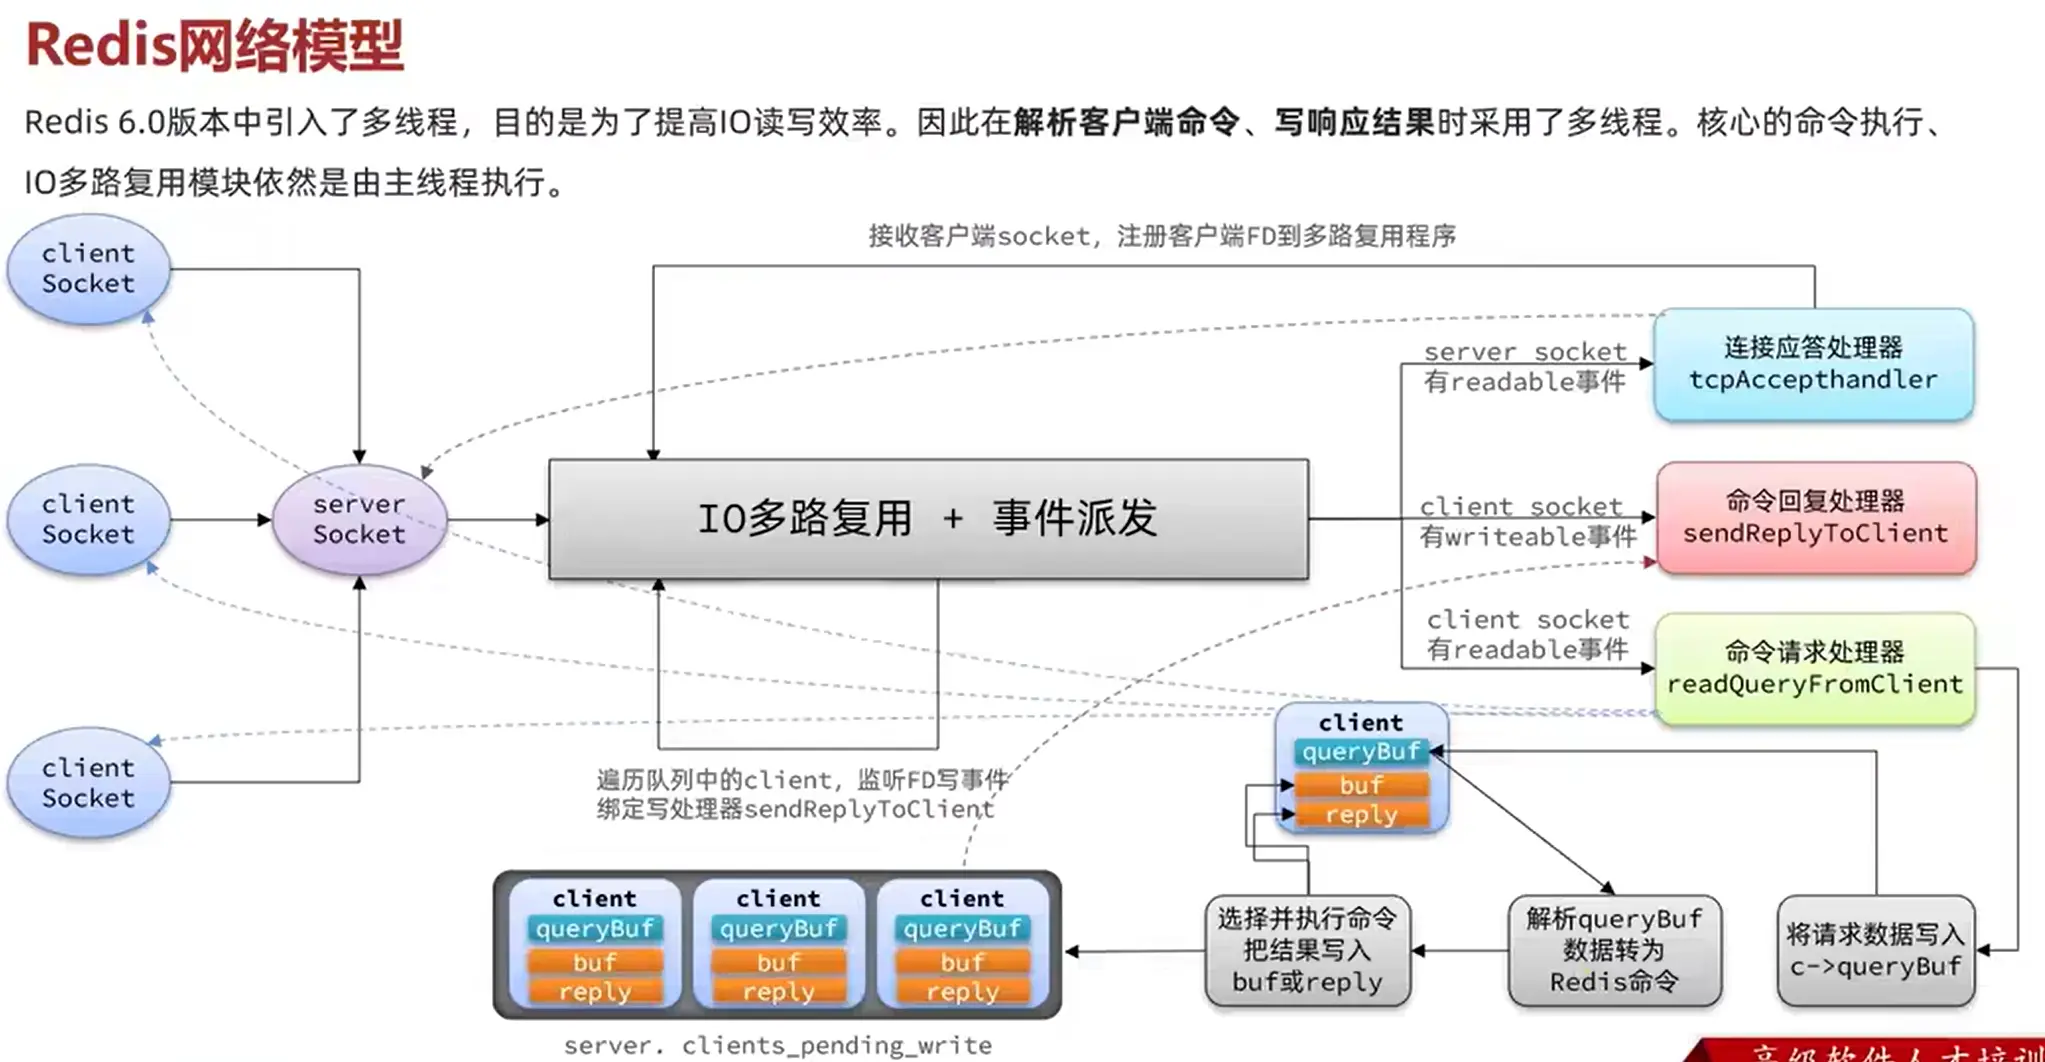 Redis网络模型
Redis 6.0版本中引入了多线程，目的是为了提高IO读写效率。因此在解析客户端命令、写响应结果时采用了多线程。核心的命令执行、
IO多路复用模块依然是由主线程执行。
接收客户端socket，注册客户端FD到多路复用程序
client
Socket
server socket
有readable事件
连接应答处理器
tcpAccepthandler
client
Socket
server
Socket
IO多路复用 + 事件派发
client socket
有writeable事件
命令回复处理器
sendReplyToClient
client socket
有readable事件
命令请求处理器
readQueryFromClient
client
Socket
遍历队列中的client，监听FD写事件
绑定写处理器sendReplyToClient
client
queryBuf
buf
reply
client
queryBuf
buf
reply
client
queryBuf
buf
reply
client
queryBuf
buf
reply
选择并执行命令
把结果写入
buf或reply
解析queryBuf
数据转为
Redis命令
将请求数据写入
c->queryBuf
server. clients_pending_write
高级软件人才培训